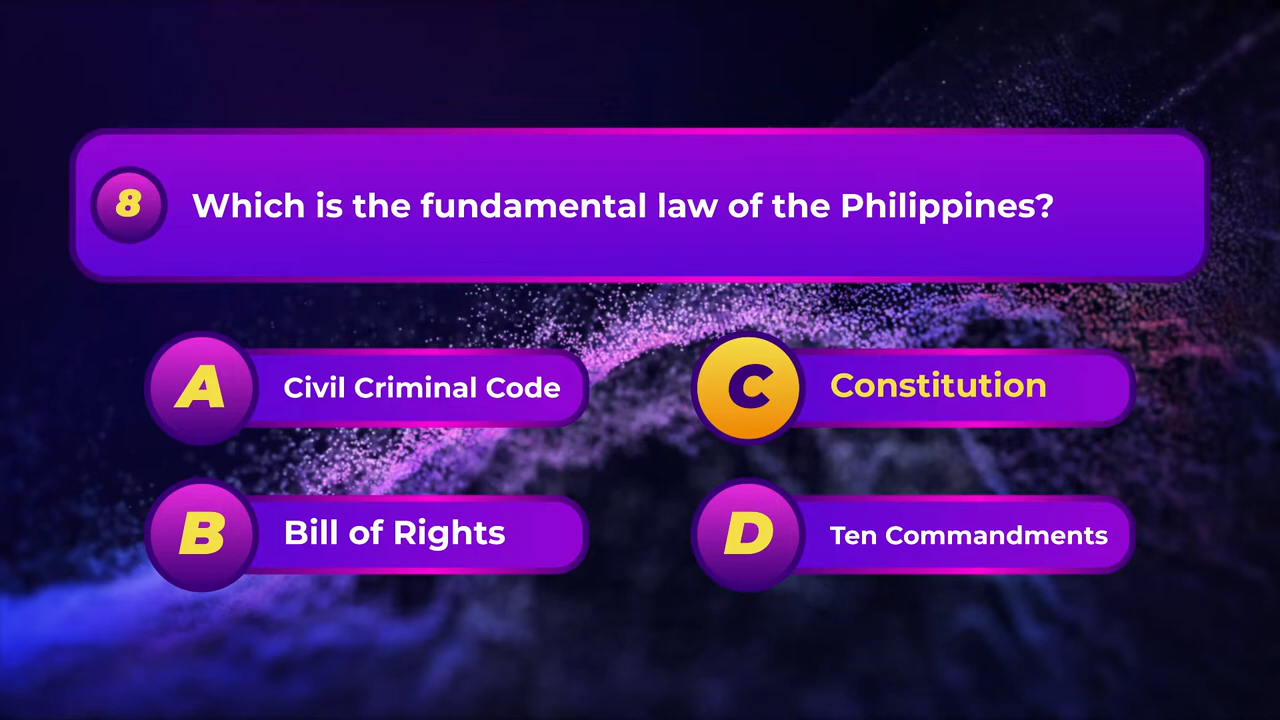 8 Which is the fundamental law of the Philippines?
A Civil Criminal Code
B Bill of Rights
C Constitution
D Ten Commandments